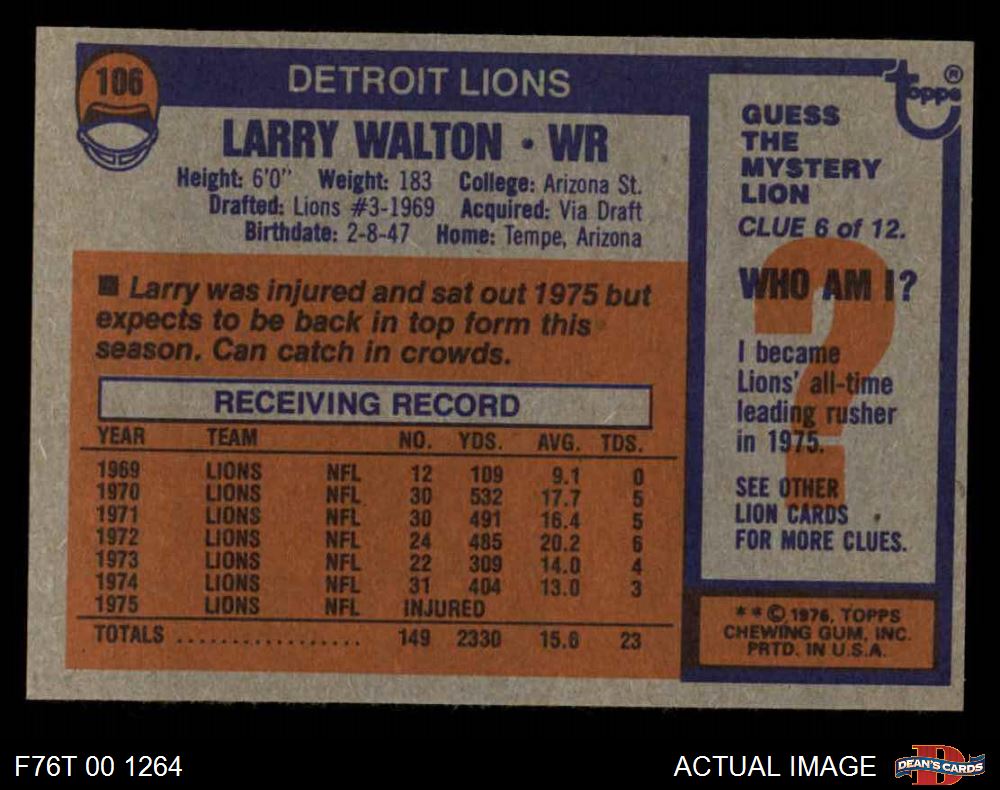 106
DETROIT LIONS
LARRY WALTON • WR
Height: 6'0" Weight: 183 College: Arizona St.
Drafted: Lions #3-1969 Acquired: Via Draft
Birthdate: 2-8-47 Home: Tempe, Arizona
■ Larry was injured and sat out 1975 but
expects to be back in top form this
season. Can catch in crowds.
RECEIVING RECORD
YEAR TEAM NO. YDS. AVG. TDS.
1969 LIONS NFL 12 109 9.1 0
1970 LIONS NFL 30 532 17.7 5
1971 LIONS NFL 30 491 16.4 5
1972 LIONS NFL 24 485 20.2 6
1973 LIONS NFL 22 309 14.0 4
1974 LIONS NFL 31 404 13.0 3
1975 LIONS NFL INJURED
TOTALS .................. 149 2330 15.6 23
topps ®
GUESS
THE
MYSTERY
LION
CLUE 6 of 12.
WHO AM I?
?
I became
Lions' all-time
leading rusher
in 1975.
SEE OTHER
LION CARDS
FOR MORE CLUES.
** © 1976, TOPPS
CHEWING GUM, INC.
PRTD. IN U.S.A.
F76T 00 1264
ACTUAL IMAGE
D
DEAN'S CARDS